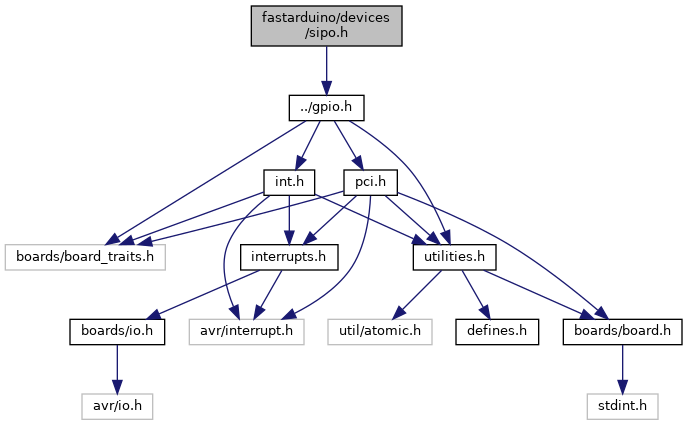 fastarduino/devices
/sipo.h
../gpio.h
int.h
pci.h
boards/board_traits.h
interrupts.h
utilities.h
boards/io.h
avr/interrupt.h
util/atomic.h
defines.h
boards/board.h
avr/io.h
stdint.h